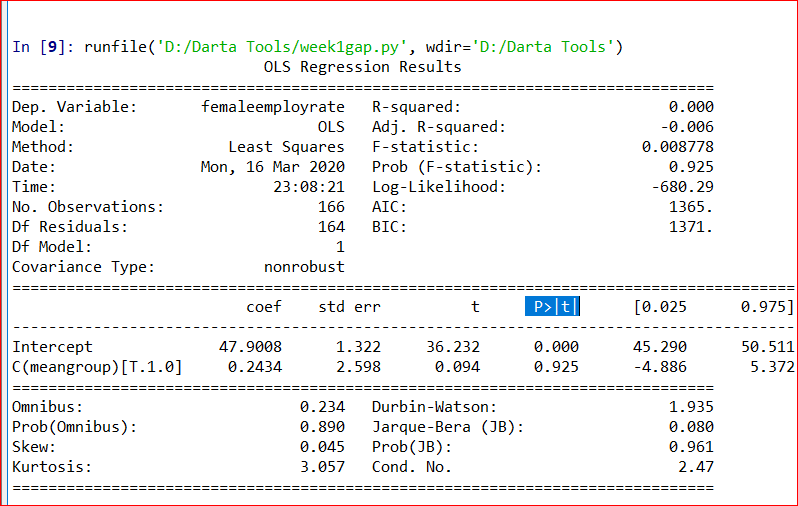 In [9]: runfile('D:/Darta Tools/week1gap.py', wdir='D:/Darta Tools')
                            OLS Regression Results
==============================================================================
Dep. Variable:       femaleemployrate   R-squared:                       0.000
Model:                            OLS   Adj. R-squared:                 -0.006
Method:                 Least Squares   F-statistic:                  0.008778
Date:                Mon, 16 Mar 2020   Prob (F-statistic):              0.925
Time:                        23:08:21   Log-Likelihood:                -680.29
No. Observations:                 166   AIC:                             1365.
Df Residuals:                     164   BIC:                             1371.
Df Model:                           1
Covariance Type:            nonrobust
=======================================================================================
                          coef    std err          t      P>|t|      [0.025      0.975]
---------------------------------------------------------------------------------------
Intercept              47.9008      1.322     36.232      0.000      45.290      50.511
C(meangroup)[T.1.0]     0.2434      2.598      0.094      0.925      -4.886       5.372
==============================================================================
Omnibus:                        0.234   Durbin-Watson:                   1.935
Prob(Omnibus):                  0.890   Jarque-Bera (JB):                0.080
Skew:                           0.045   Prob(JB):                        0.961
Kurtosis:                       3.057   Cond. No.                         2.47
==============================================================================